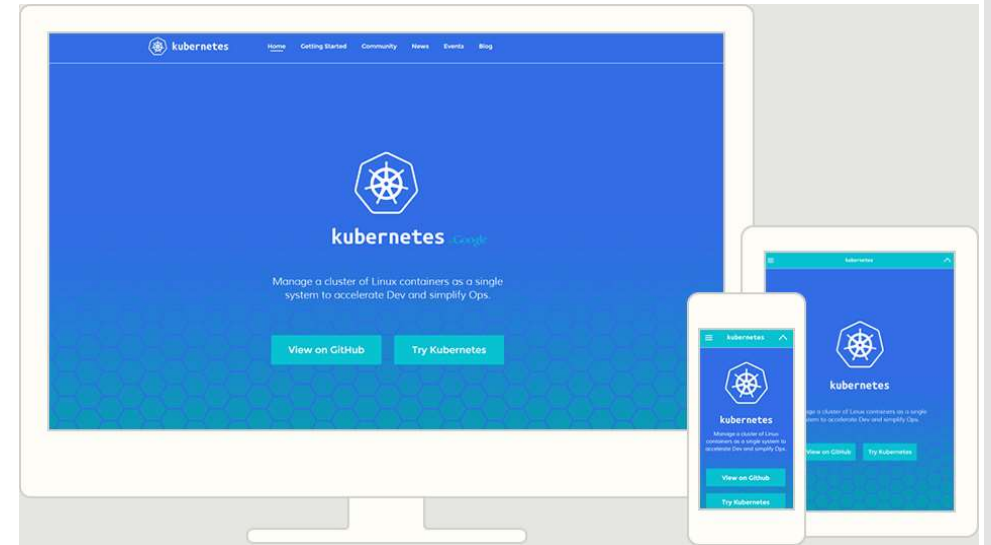 kubernetes Home Getting Started Community News Events Blog
kubernetes by Google
Manage a cluster of Linux containers as a single
system to accelerate Dev and simplify Ops.
View on GitHub Try Kubernetes
kubernetes
kubernetes
Manage a cluster of Linux
containers as a single system to
accelerate Dev and simplify Ops.
View on Github
Try Kubernetes
kubernetes
kubernetes
a cluster of Linux containers as a single
to accelerate Dev and simplify Ops.
View on GitHub Try Kubernetes